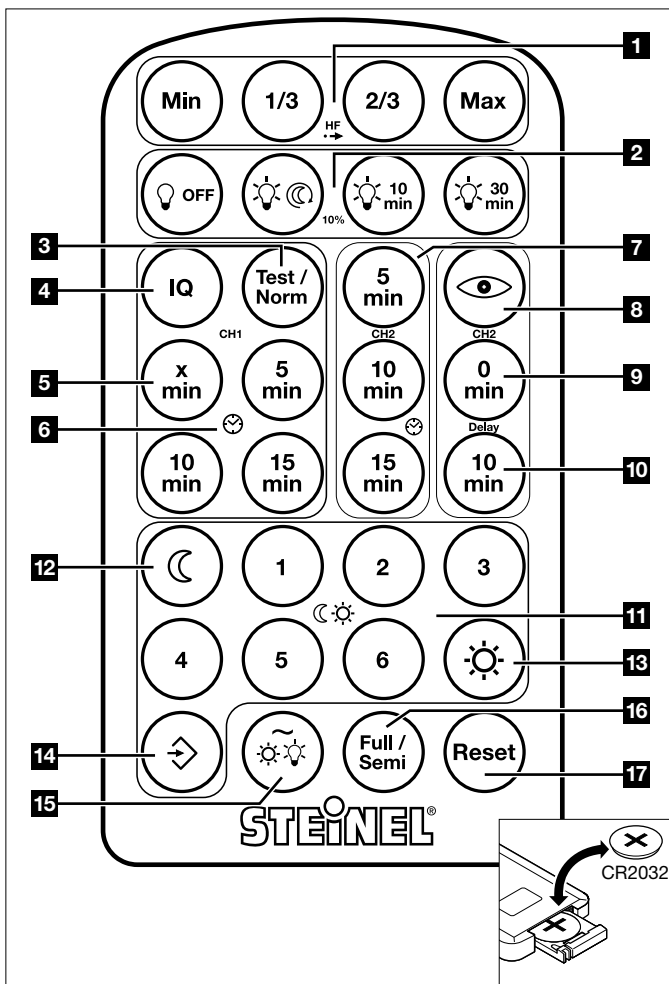 1
Min 1/3 2/3 Max
HF
2
OFF 10 min 30 min
10%
3
7
4
IQ Test / Norm 5 min
8
CH1 CH2 CH2
5
x min 5 min 10 min 0 min
9
6
Delay
10 min 15 min 15 min 10 min
10
12
1 2 3
11
4 5 6
13
16
14
Full / Semi Reset
15
17
STEINEL®
CR2032